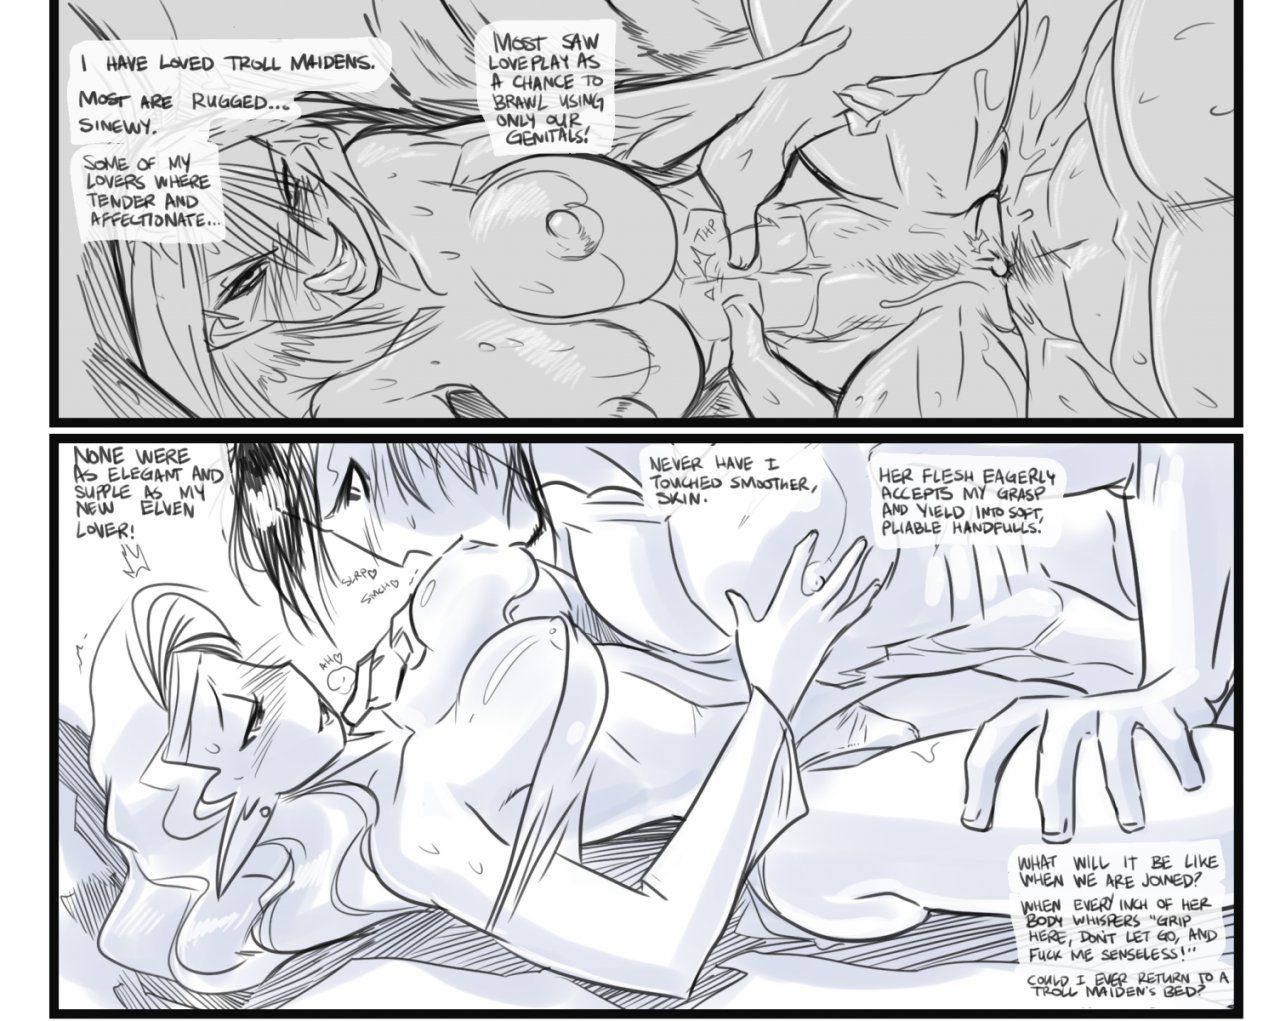 I HAVE LOVED TROLL MAIDENS.
MOST ARE RUGGED...
SINEWY.
SOME OF MY
LOVERS WHERE
TENDER AND
AFFECTIONATE...
MOST SAW
LOVEPLAY AS
A CHANCE TO
BRAWL USING
ONLY OUR
GENITALS!
THP
NONE WERE
AS ELEGANT AND
SUPPLE AS MY
NEW ELVEN
LOVER!
SLRP♡
SMCH♡
AH♡
NEVER HAVE I
TOUCHED SMOOTHER,
SKIN.
HER FLESH EAGERLY
ACCEPTS MY GRASP
AND YIELD INTO SOFT,
PLIABLE HANDFULLS.
WHAT WILL IT BE LIKE
WHEN WE ARE JOINED?
WHEN EVERY INCH OF HER
BODY WHISPERS "GRIP
HERE, DON'T LET GO, AND
FUCK ME SENSELESS!"
COULD I EVER RETURN TO A
TROLL MAIDEN'S BED?